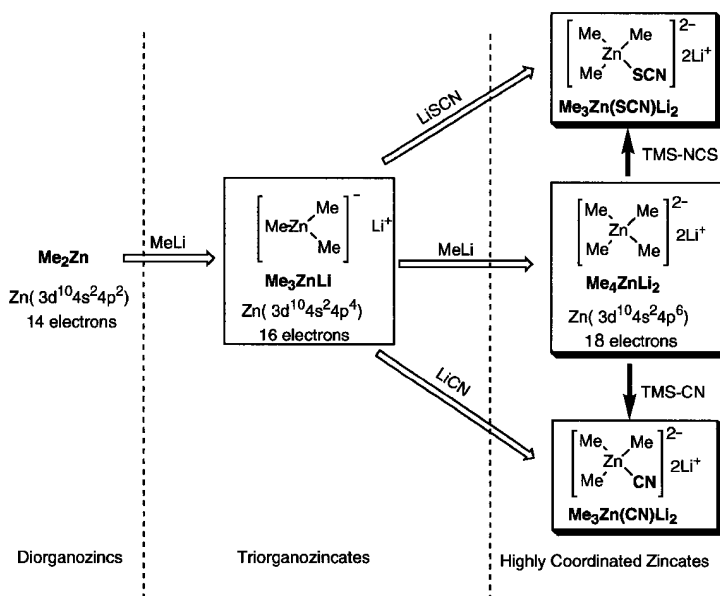 Me Me 2−
Zn 2Li⁺
Me SCN
Me₃Zn(SCN)Li₂
LiSCN
TMS-NCS
Me −
Me-Zn Li⁺
Me
Me₃ZnLi
Zn( 3d¹⁰4s²4p⁴)
16 electrons
MeLi
Me₂Zn
Zn( 3d¹⁰4s²4p²)
14 electrons
MeLi
Me Me 2−
Zn 2Li⁺
Me Me
Me₄ZnLi₂
Zn( 3d¹⁰4s²4p⁶)
18 electrons
LiCN
TMS-CN
Me Me 2−
Zn 2Li⁺
Me CN
Me₃Zn(CN)Li₂
Diorganozincs
Triorganozincates
Highly Coordinated Zincates